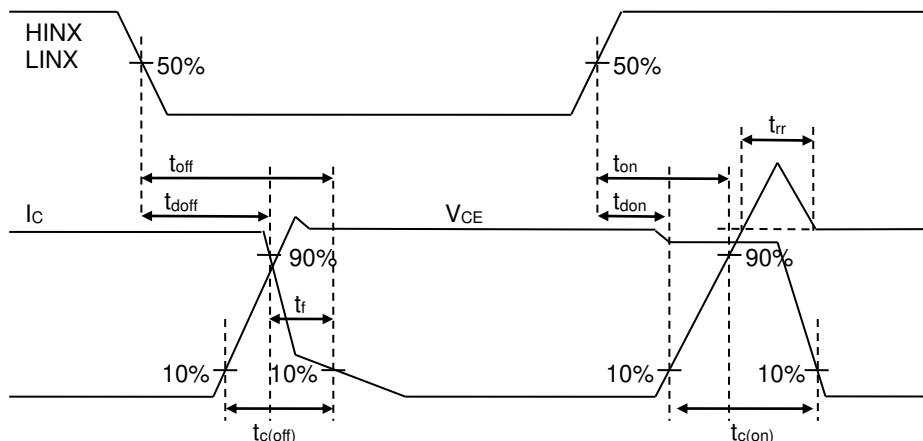 HINX
LINX
50%
50%
trr
toff
ton
tdoff
tdon
IC
VCE
90%
90%
tf
10%
10%
10%
10%
tc(off)
tc(on)